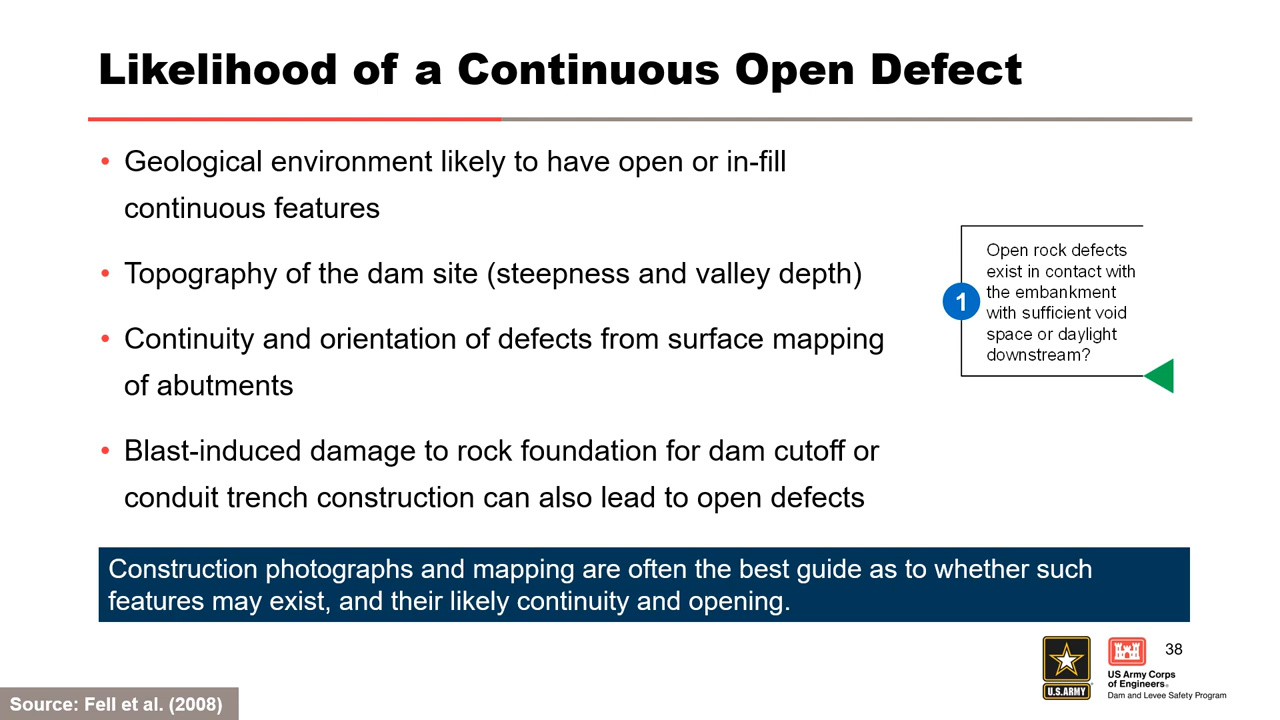 Likelihood of a Continuous Open Defect
• Geological environment likely to have open or in-fill
continuous features
• Topography of the dam site (steepness and valley depth)
• Continuity and orientation of defects from surface mapping
of abutments
• Blast-induced damage to rock foundation for dam cutoff or
conduit trench construction can also lead to open defects
1
Open rock defects
exist in contact with
the embankment
with sufficient void
space or daylight
downstream?
Construction photographs and mapping are often the best guide as to whether such
features may exist, and their likely continuity and opening.
U.S.ARMY
US Army Corps
of Engineers®
Dam and Levee Safety Program
38
Source: Fell et al. (2008)